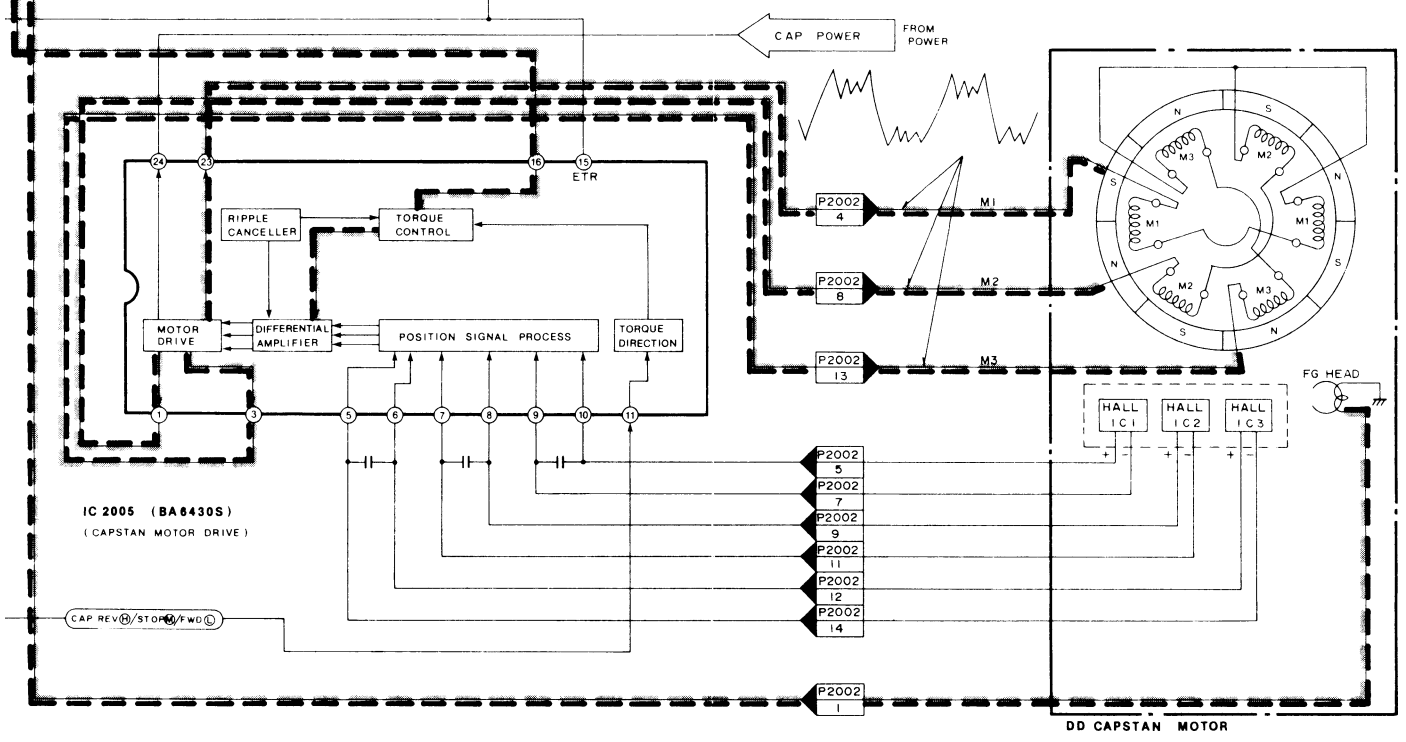 CAP POWER
FROM
POWER
24
23
16
15
ETR
RIPPLE
CANCELLER
TORQUE
CONTROL
MOTOR
DRIVE
DIFFERENTIAL
AMPLIFIER
POSITION SIGNAL PROCESS
TORQUE
DIRECTION
1
3
5
6
7
8
9
10
11
IC 2005 (BA6430S)
(CAPSTAN MOTOR DRIVE)
CAP REV(H)/STOP(M)/FWD(L)
P2002
4
P2002
8
P2002
13
P2002
5
P2002
7
P2002
9
P2002
11
P2002
12
P2002
14
P2002
1
M1
M2
M3
N
S
S
N
N
S
S
N
M3
M2
M1
M1
M2
M3
FG HEAD
HALL
IC1
HALL
IC2
HALL
IC3
+ -
+ -
+ -
DD CAPSTAN MOTOR